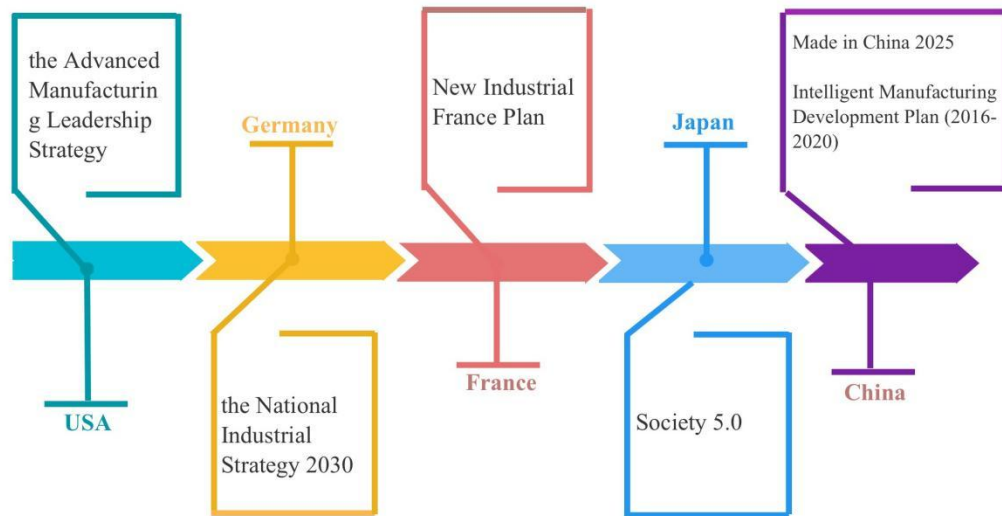 the Advanced
Manufacturin
g Leadership
Strategy
USA
Germany
the National
Industrial
Strategy 2030
New Industrial
France Plan
France
Japan
Society 5.0
Made in China 2025
Intelligent Manufacturing
Development Plan (2016-
2020)
China